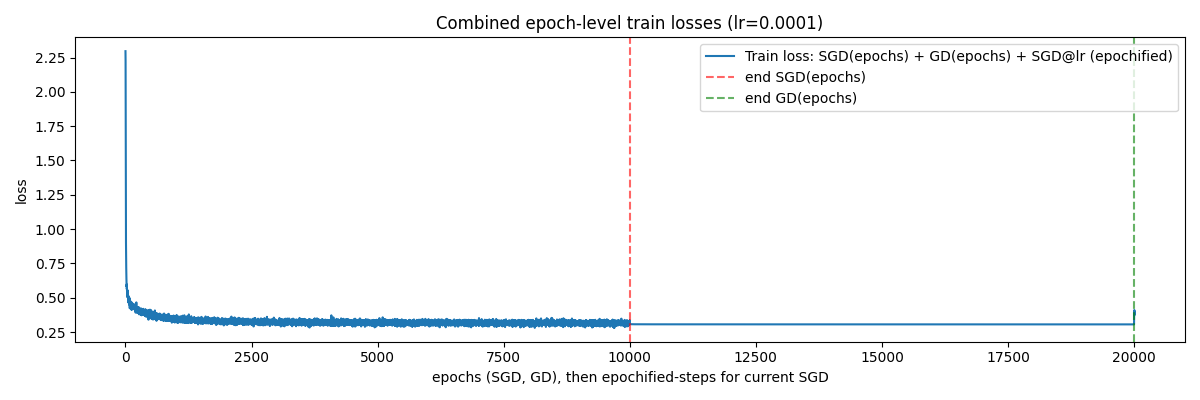 Combined epoch-level train losses (lr=0.0001)
Train loss: SGD(epochs) + GD(epochs) + SGD@lr (epochified)
end SGD(epochs)
end GD(epochs)
loss
2.25
2.00
1.75
1.50
1.25
1.00
0.75
0.50
0.25
0 2500 5000 7500 10000 12500 15000 17500 20000
epochs (SGD, GD), then epochified-steps for current SGD